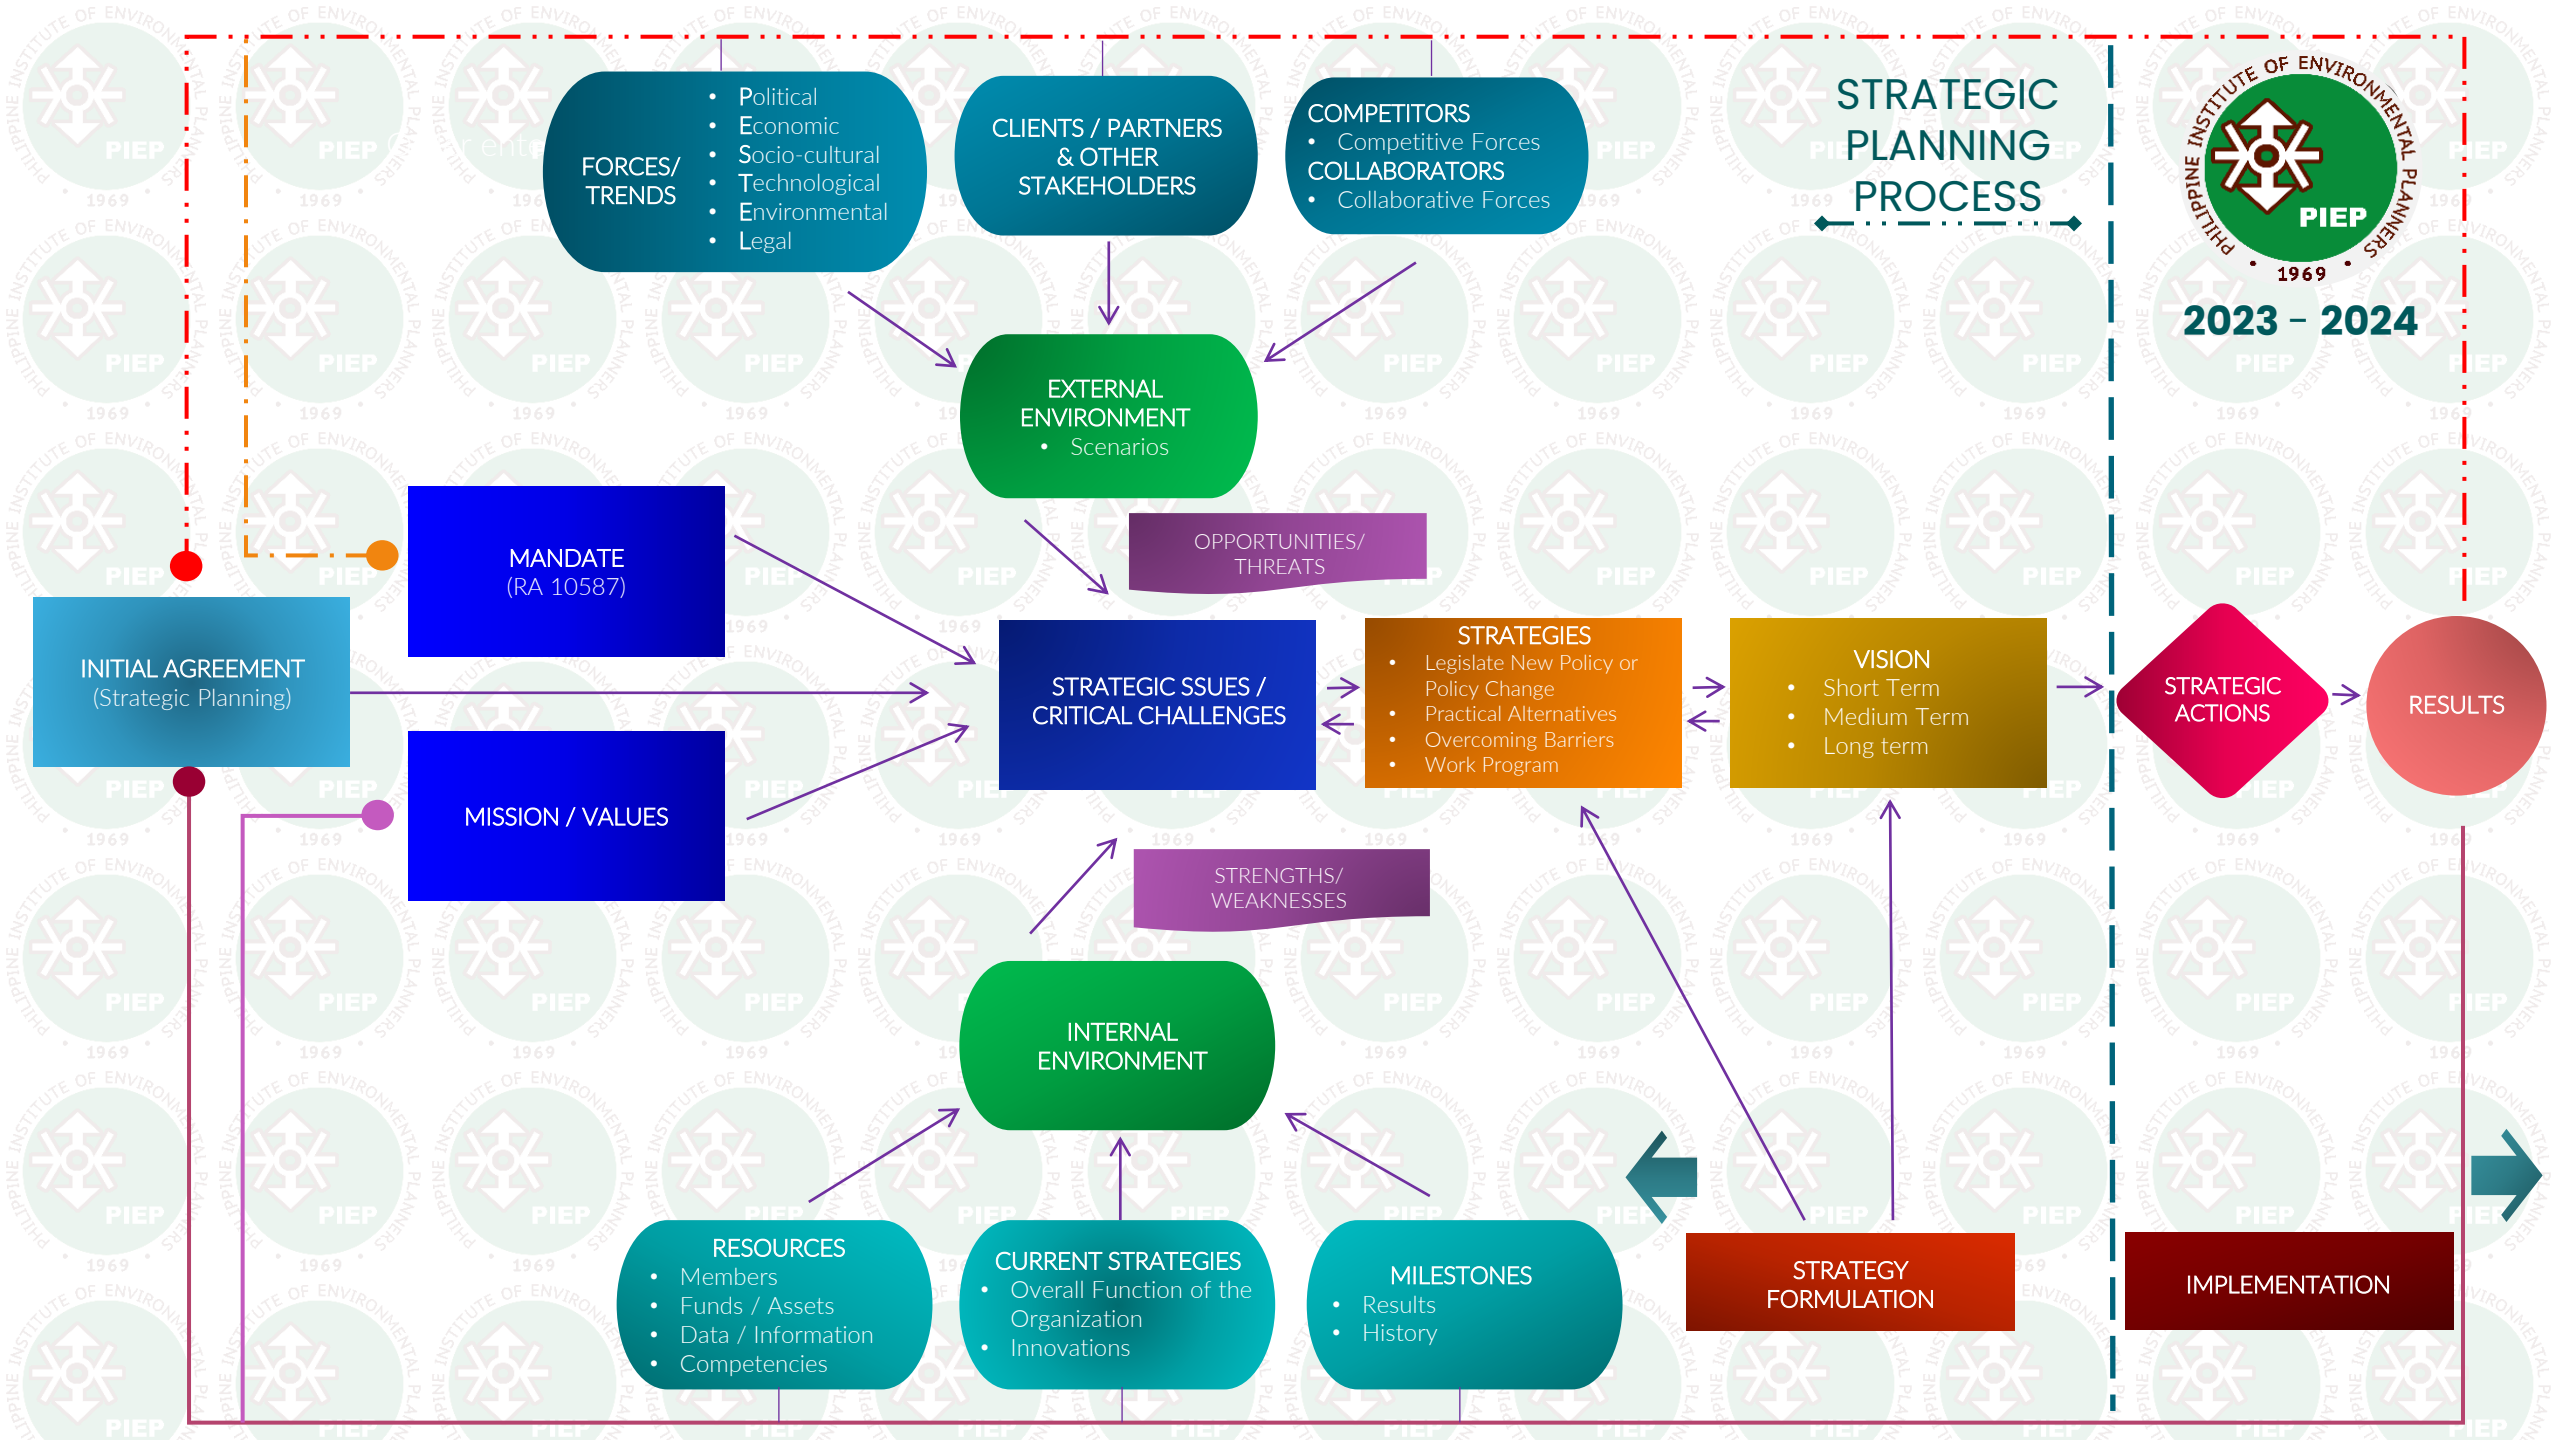 FORCES/
TRENDS
• Political
• Economic
• Socio-cultural
• Technological
• Environmental
• Legal
CLIENTS / PARTNERS
& OTHER
STAKEHOLDERS
COMPETITORS
• Competitive Forces
COLLABORATORS
• Collaborative Forces
STRATEGIC
PLANNING
PROCESS
PHILIPPINE INSTITUTE OF ENVIRONMENTAL PLANNERS
PIEP
• 1969 •
2023 - 2024
EXTERNAL
ENVIRONMENT
• Scenarios
MANDATE
(RA 10587)
OPPORTUNITIES/
THREATS
INITIAL AGREEMENT
(Strategic Planning)
STRATEGIC SSUES /
CRITICAL CHALLENGES
STRATEGIES
• Legislate New Policy or
Policy Change
• Practical Alternatives
• Overcoming Barriers
• Work Program
VISION
• Short Term
• Medium Term
• Long term
STRATEGIC
ACTIONS
RESULTS
MISSION / VALUES
STRENGTHS/
WEAKNESSES
INTERNAL
ENVIRONMENT
RESOURCES
• Members
• Funds / Assets
• Data / Information
• Competencies
CURRENT STRATEGIES
• Overall Function of the
Organization
• Innovations
MILESTONES
• Results
• History
STRATEGY
FORMULATION
IMPLEMENTATION